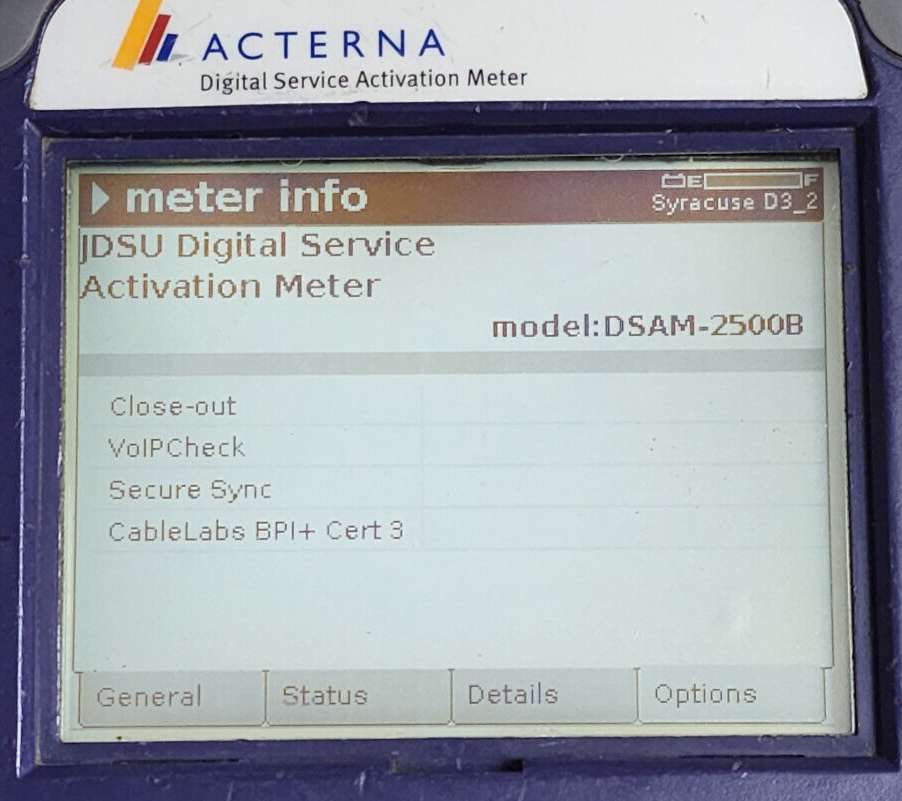 ACTERNA
Digital Service Activation Meter
meter info
E F
Syracuse D3_2
JDSU Digital Service
Activation Meter
model:DSAM-2500B
Close-out
VoIPCheck
Secure Sync
CableLabs BPI+ Cert 3
General Status Details Options